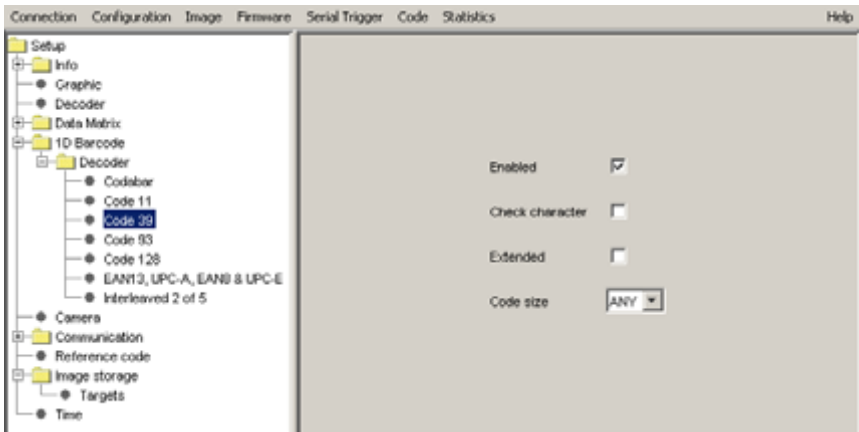 Connection Configuration Image Firmware Serial Trigger Code Statistics Help
Setup
Info
Graphic
Decoder
Data Matrix
1D Barcode
Decoder
Codabar
Code 11
Code 39
Code 93
Code 128
EAN13, UPC-A, EAN8 & UPC-E
Interleaved 2 of 5
Camera
Communication
Reference code
Image storage
Targets
Time
Enabled
Check character
Extended
Code size ANY